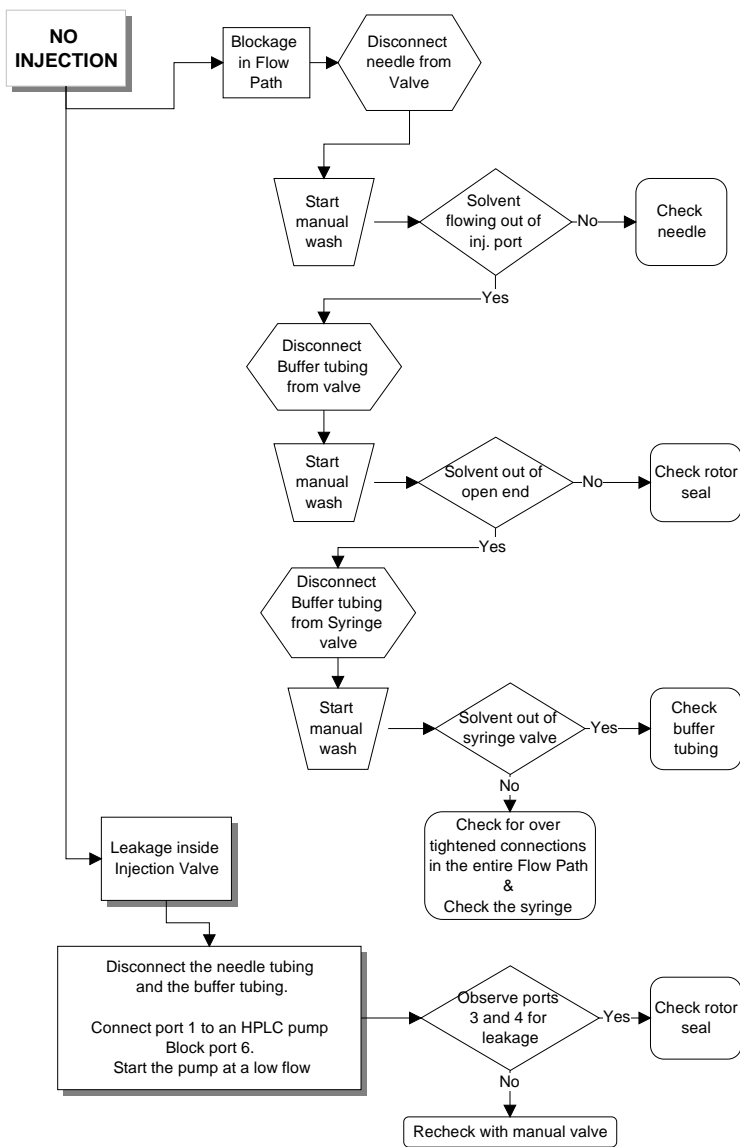 NO
INJECTION
Blockage
in Flow
Path
Disconnect
needle from
Valve
Start
manual
wash
Solvent
flowing out of
inj. port
No
Check
needle
Yes
Disconnect
Buffer tubing
from valve
Start
manual
wash
Solvent out of
open end
No
Check rotor
seal
Yes
Disconnect
Buffer tubing
from Syringe
valve
Start
manual
wash
Solvent out of
syringe valve
Yes
Check
buffer
tubing
No
Check for over
tightened connections
in the entire Flow Path
&
Check the syringe
Leakage inside
Injection Valve
Disconnect the needle tubing
and the buffer tubing.
Connect port 1 to an HPLC pump
Block port 6.
Start the pump at a low flow
Observe ports
3 and 4 for
leakage
Yes
Check rotor
seal
No
Recheck with manual valve